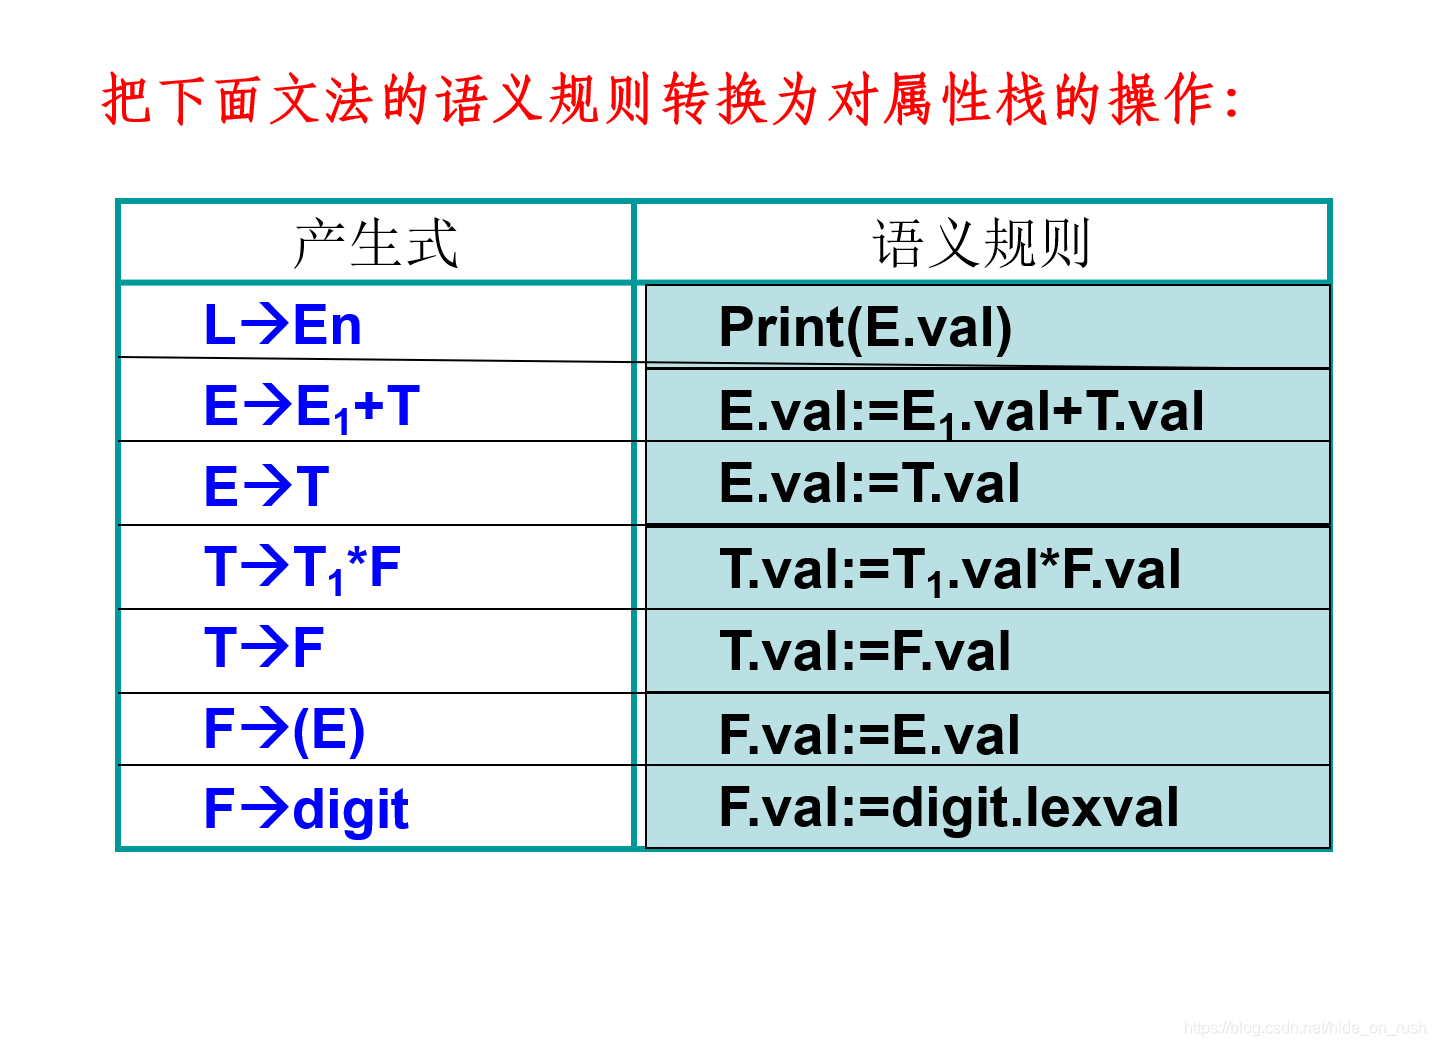 把下面文法的语义规则转换为对属性栈的操作：
产生式 语义规则
L→En Print(E.val)
E→E₁+T E.val:=E₁.val+T.val
E→T E.val:=T.val
T→T₁*F T.val:=T₁.val*F.val
T→F T.val:=F.val
F→(E) F.val:=E.val
F→digit F.val:=digit.lexval
https://blog.csdn.net/hide_on_rush